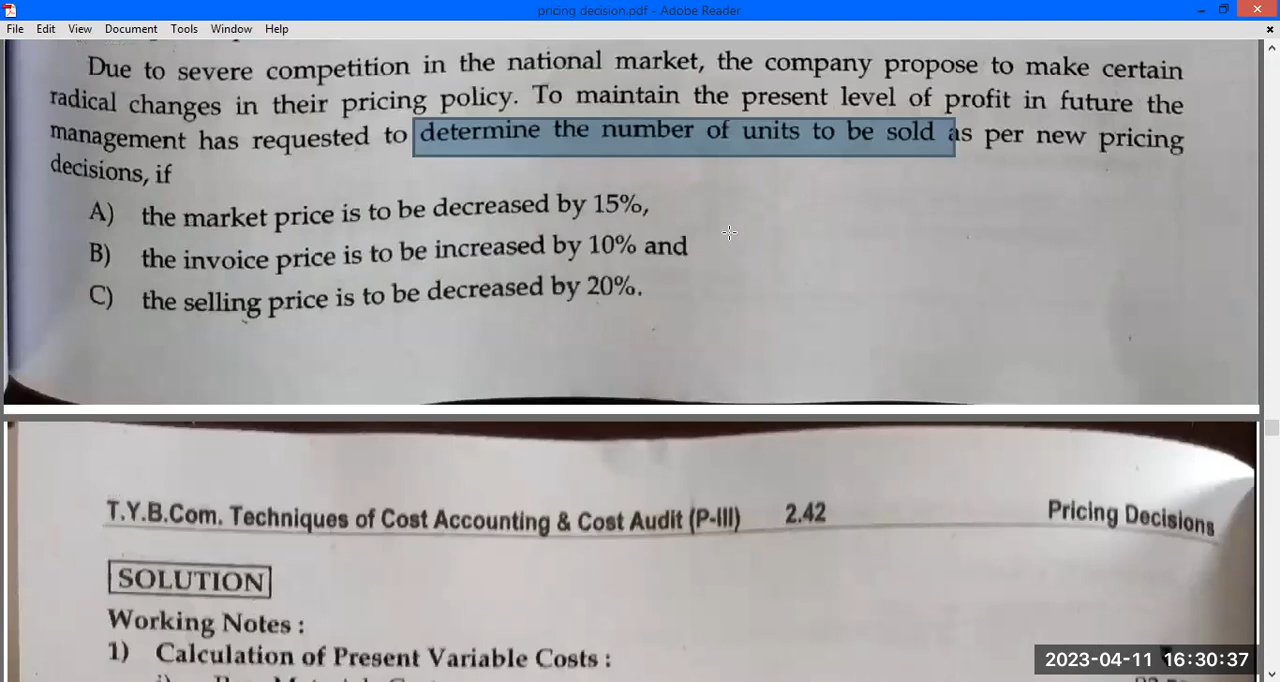 pricing decision.pdf - Adobe Reader
File Edit View Document Tools Window Help
Due to severe competition in the national market, the company propose to make certain
radical changes in their pricing policy. To maintain the present level of profit in future the
management has requested to determine the number of units to be sold as per new pricing
decisions, if
A) the market price is to be decreased by 15%,
B) the invoice price is to be increased by 10% and
C) the selling price is to be decreased by 20%.
T.Y.B.Com. Techniques of Cost Accounting & Cost Audit (P-III) 2.42 Pricing Decisions
SOLUTION
Working Notes :
1) Calculation of Present Variable Costs :
2023-04-11 16:30:37